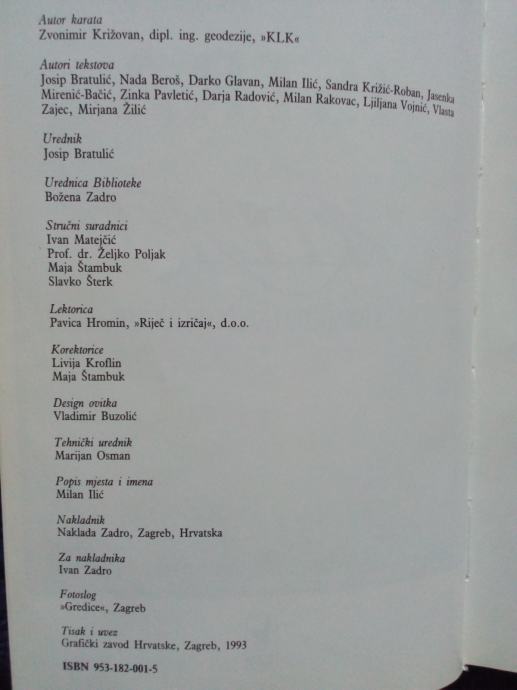 Autor karata
Zvonimir Križovan, dipl. ing. geodezije, »KLK«
Autori tekstova
Josip Bratulić, Nada Beroš, Darko Glavan, Milan Ilić, Sandra Križić-Roban, Jasenka
Mirenić-Bačić, Zinka Pavletić, Darja Radović, Milan Rakovac, Ljiljana Vojnić, Vlasta
Zajec, Mirjana Žilić
Urednik
Josip Bratulić
Urednica Biblioteke
Božena Zadro
Stručni suradnici
Ivan Matejčić
Prof. dr. Željko Poljak
Maja Štambuk
Slavko Šterk
Lektorica
Pavica Hromin, »Riječ i izričaj«, d.o.o.
Korektorice
Livija Kroflin
Maja Štambuk
Design ovitka
Vladimir Buzolić
Tehnički urednik
Marijan Osman
Popis mjesta i imena
Milan Ilić
Nakladnik
Naklada Zadro, Zagreb, Hrvatska
Za nakladnika
Ivan Zadro
Fotoslog
»Gredice«, Zagreb
Tisak i uvez
Grafički zavod Hrvatske, Zagreb, 1993
ISBN 953-182-001-5